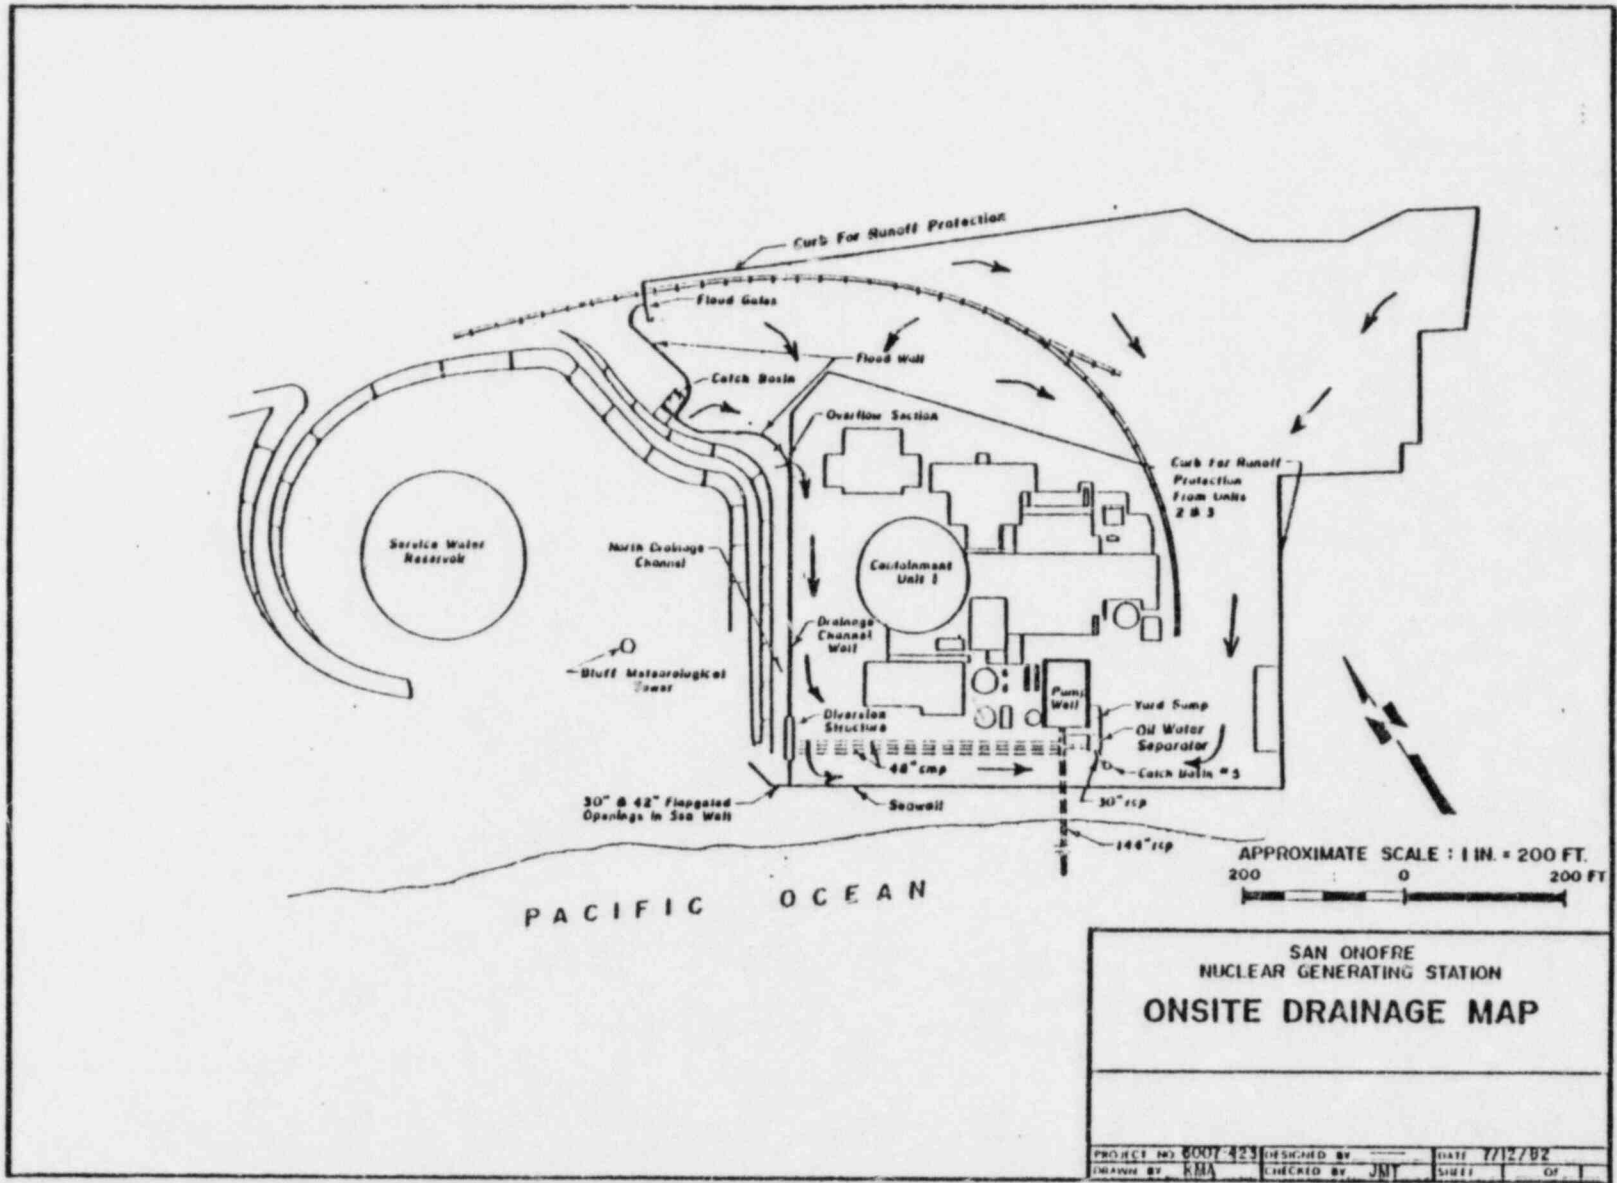 Curb For Runoff Protection
Flood Gates
Flood Wall
Catch Basin
Overflow Section
Curb For Runoff
Protection
From Units
2 & 3
Service Water
Reservoir
North Drainage
Channel
Containment
Unit 1
Drainage
Channel
Wall
Bluff Meteorological
Tower
Diversion
Structure
Pump
Well
Yard Sump
Oil Water
Separator
48" cmp
Catch Basin #5
30" & 42" Flapgated
Openings In Sea Wall
Seawall
30" rcp
144" rcp
PACIFIC OCEAN
APPROXIMATE SCALE : 1 IN. = 200 FT.
200 0 200 FT
SAN ONOFRE
NUCLEAR GENERATING STATION
ONSITE DRAINAGE MAP
PROJECT NO 6007-423 DESIGNED BY DATE 7/12/82
DRAWN BY KMA CHECKED BY JMT SHEET 1 OF 1